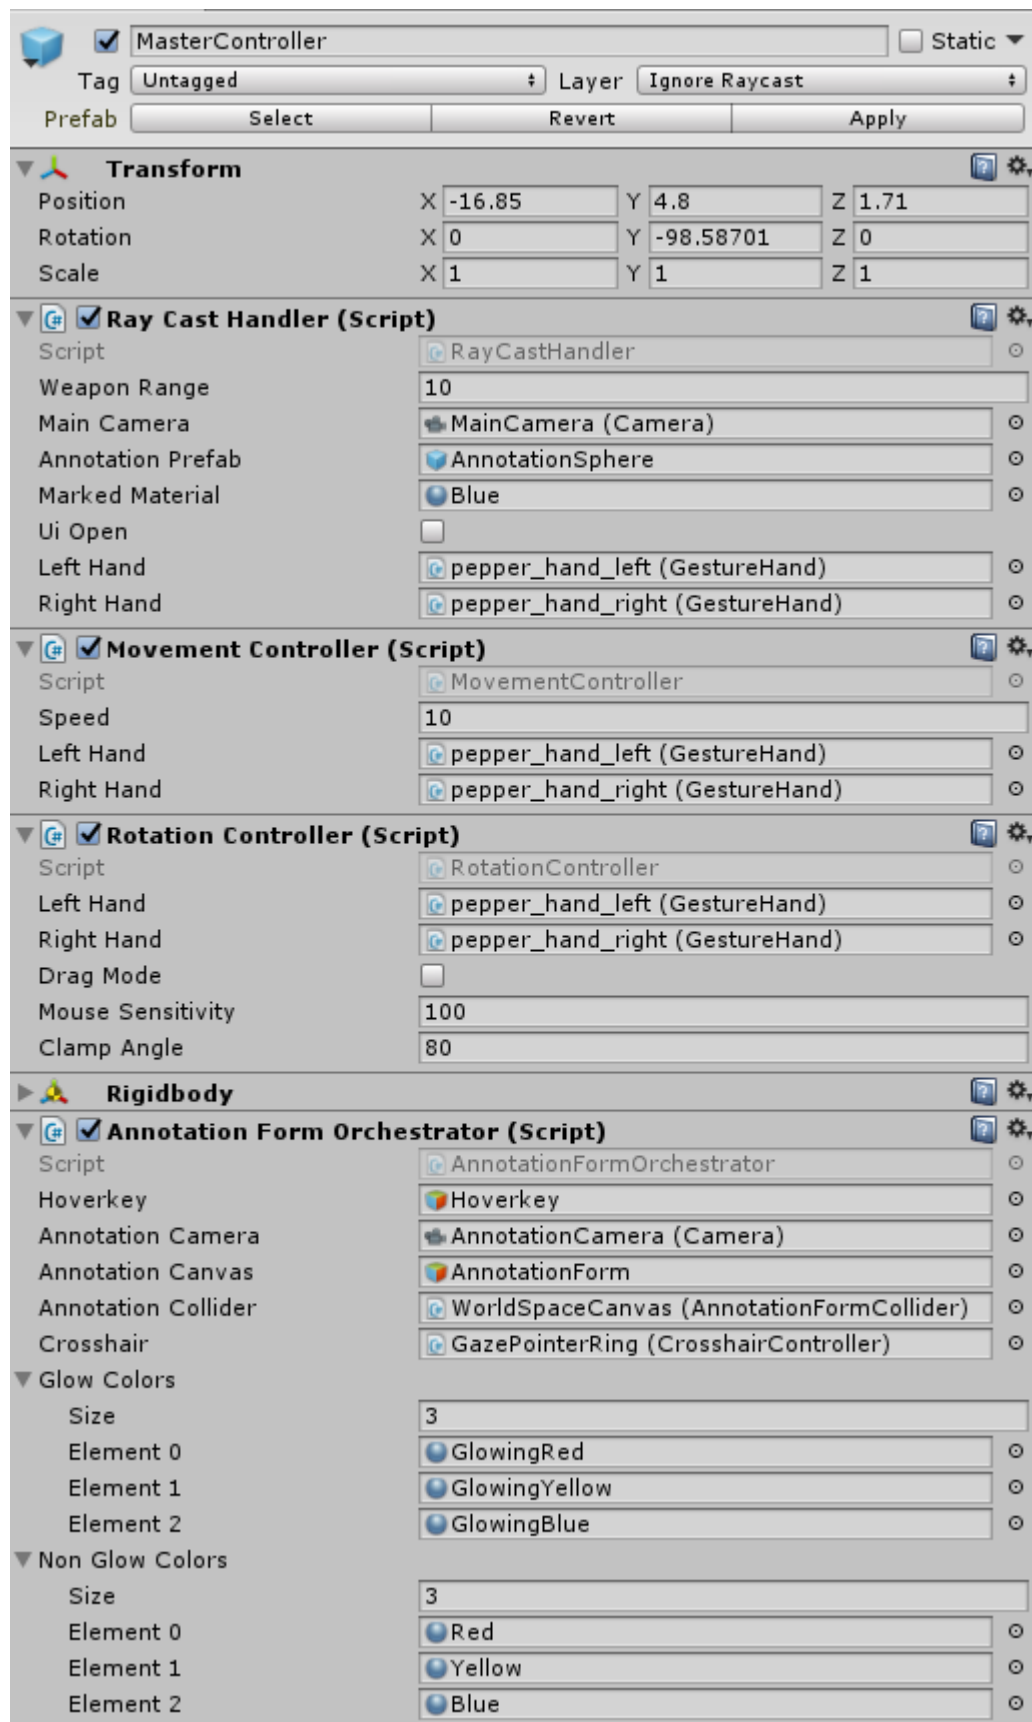 MasterController Static
Tag Untagged Layer Ignore Raycast
Prefab Select Revert Apply
Transform
Position X -16.85 Y 4.8 Z 1.71
Rotation X 0 Y -98.58701 Z 0
Scale X 1 Y 1 Z 1
Ray Cast Handler (Script)
Script RayCastHandler
Weapon Range 10
Main Camera MainCamera (Camera)
Annotation Prefab AnnotationSphere
Marked Material Blue
Ui Open
Left Hand pepper_hand_left (GestureHand)
Right Hand pepper_hand_right (GestureHand)
Movement Controller (Script)
Script MovementController
Speed 10
Left Hand pepper_hand_left (GestureHand)
Right Hand pepper_hand_right (GestureHand)
Rotation Controller (Script)
Script RotationController
Left Hand pepper_hand_left (GestureHand)
Right Hand pepper_hand_right (GestureHand)
Drag Mode
Mouse Sensitivity 100
Clamp Angle 80
Rigidbody
Annotation Form Orchestrator (Script)
Script AnnotationFormOrchestrator
Hoverkey Hoverkey
Annotation Camera AnnotationCamera (Camera)
Annotation Canvas AnnotationForm
Annotation Collider WorldSpaceCanvas (AnnotationFormCollider)
Crosshair GazePointerRing (CrosshairController)
Glow Colors
Size 3
Element 0 GlowingRed
Element 1 GlowingYellow
Element 2 GlowingBlue
Non Glow Colors
Size 3
Element 0 Red
Element 1 Yellow
Element 2 Blue